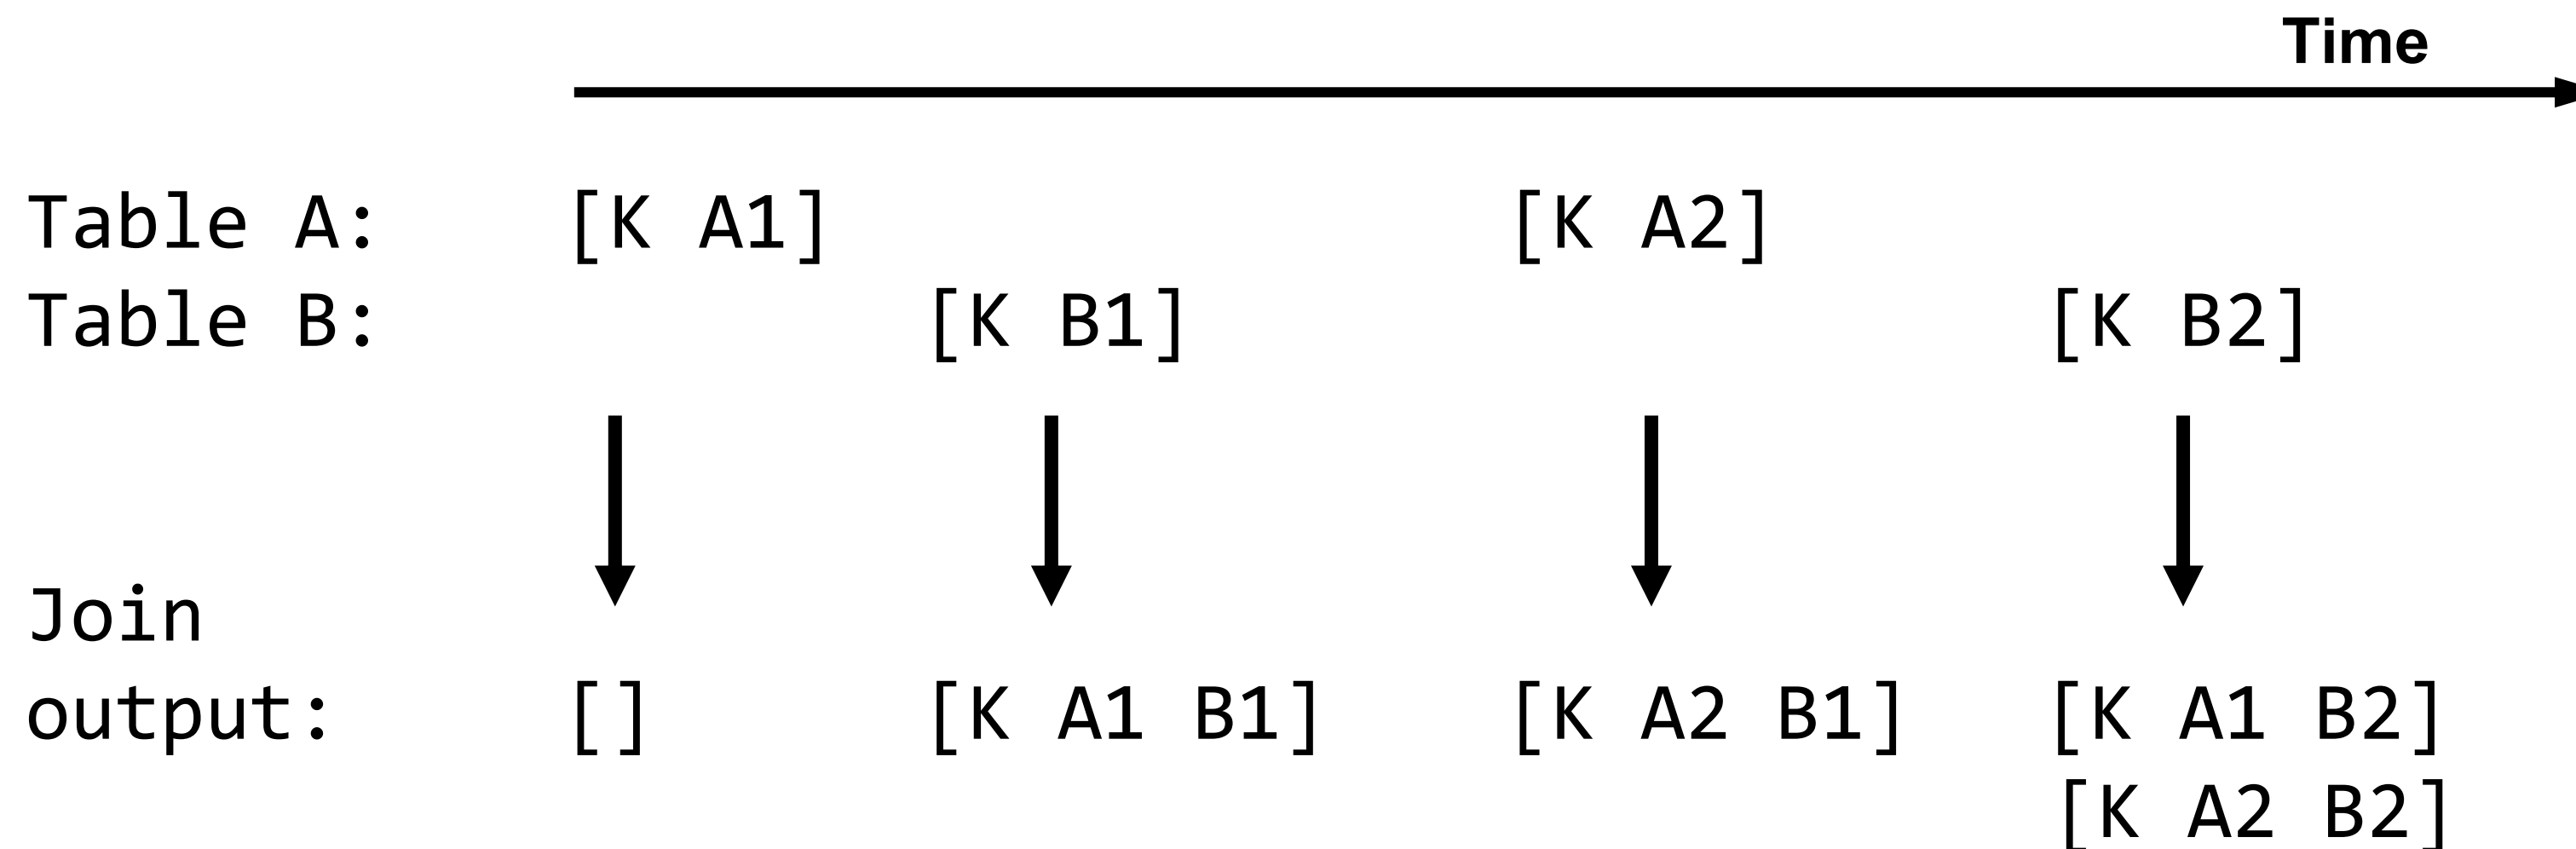 Time
Table A: [K A1] [K A2]
Table B: [K B1] [K B2]
Join
output: [] [K A1 B1] [K A2 B1] [K A1 B2]
[K A2 B2]